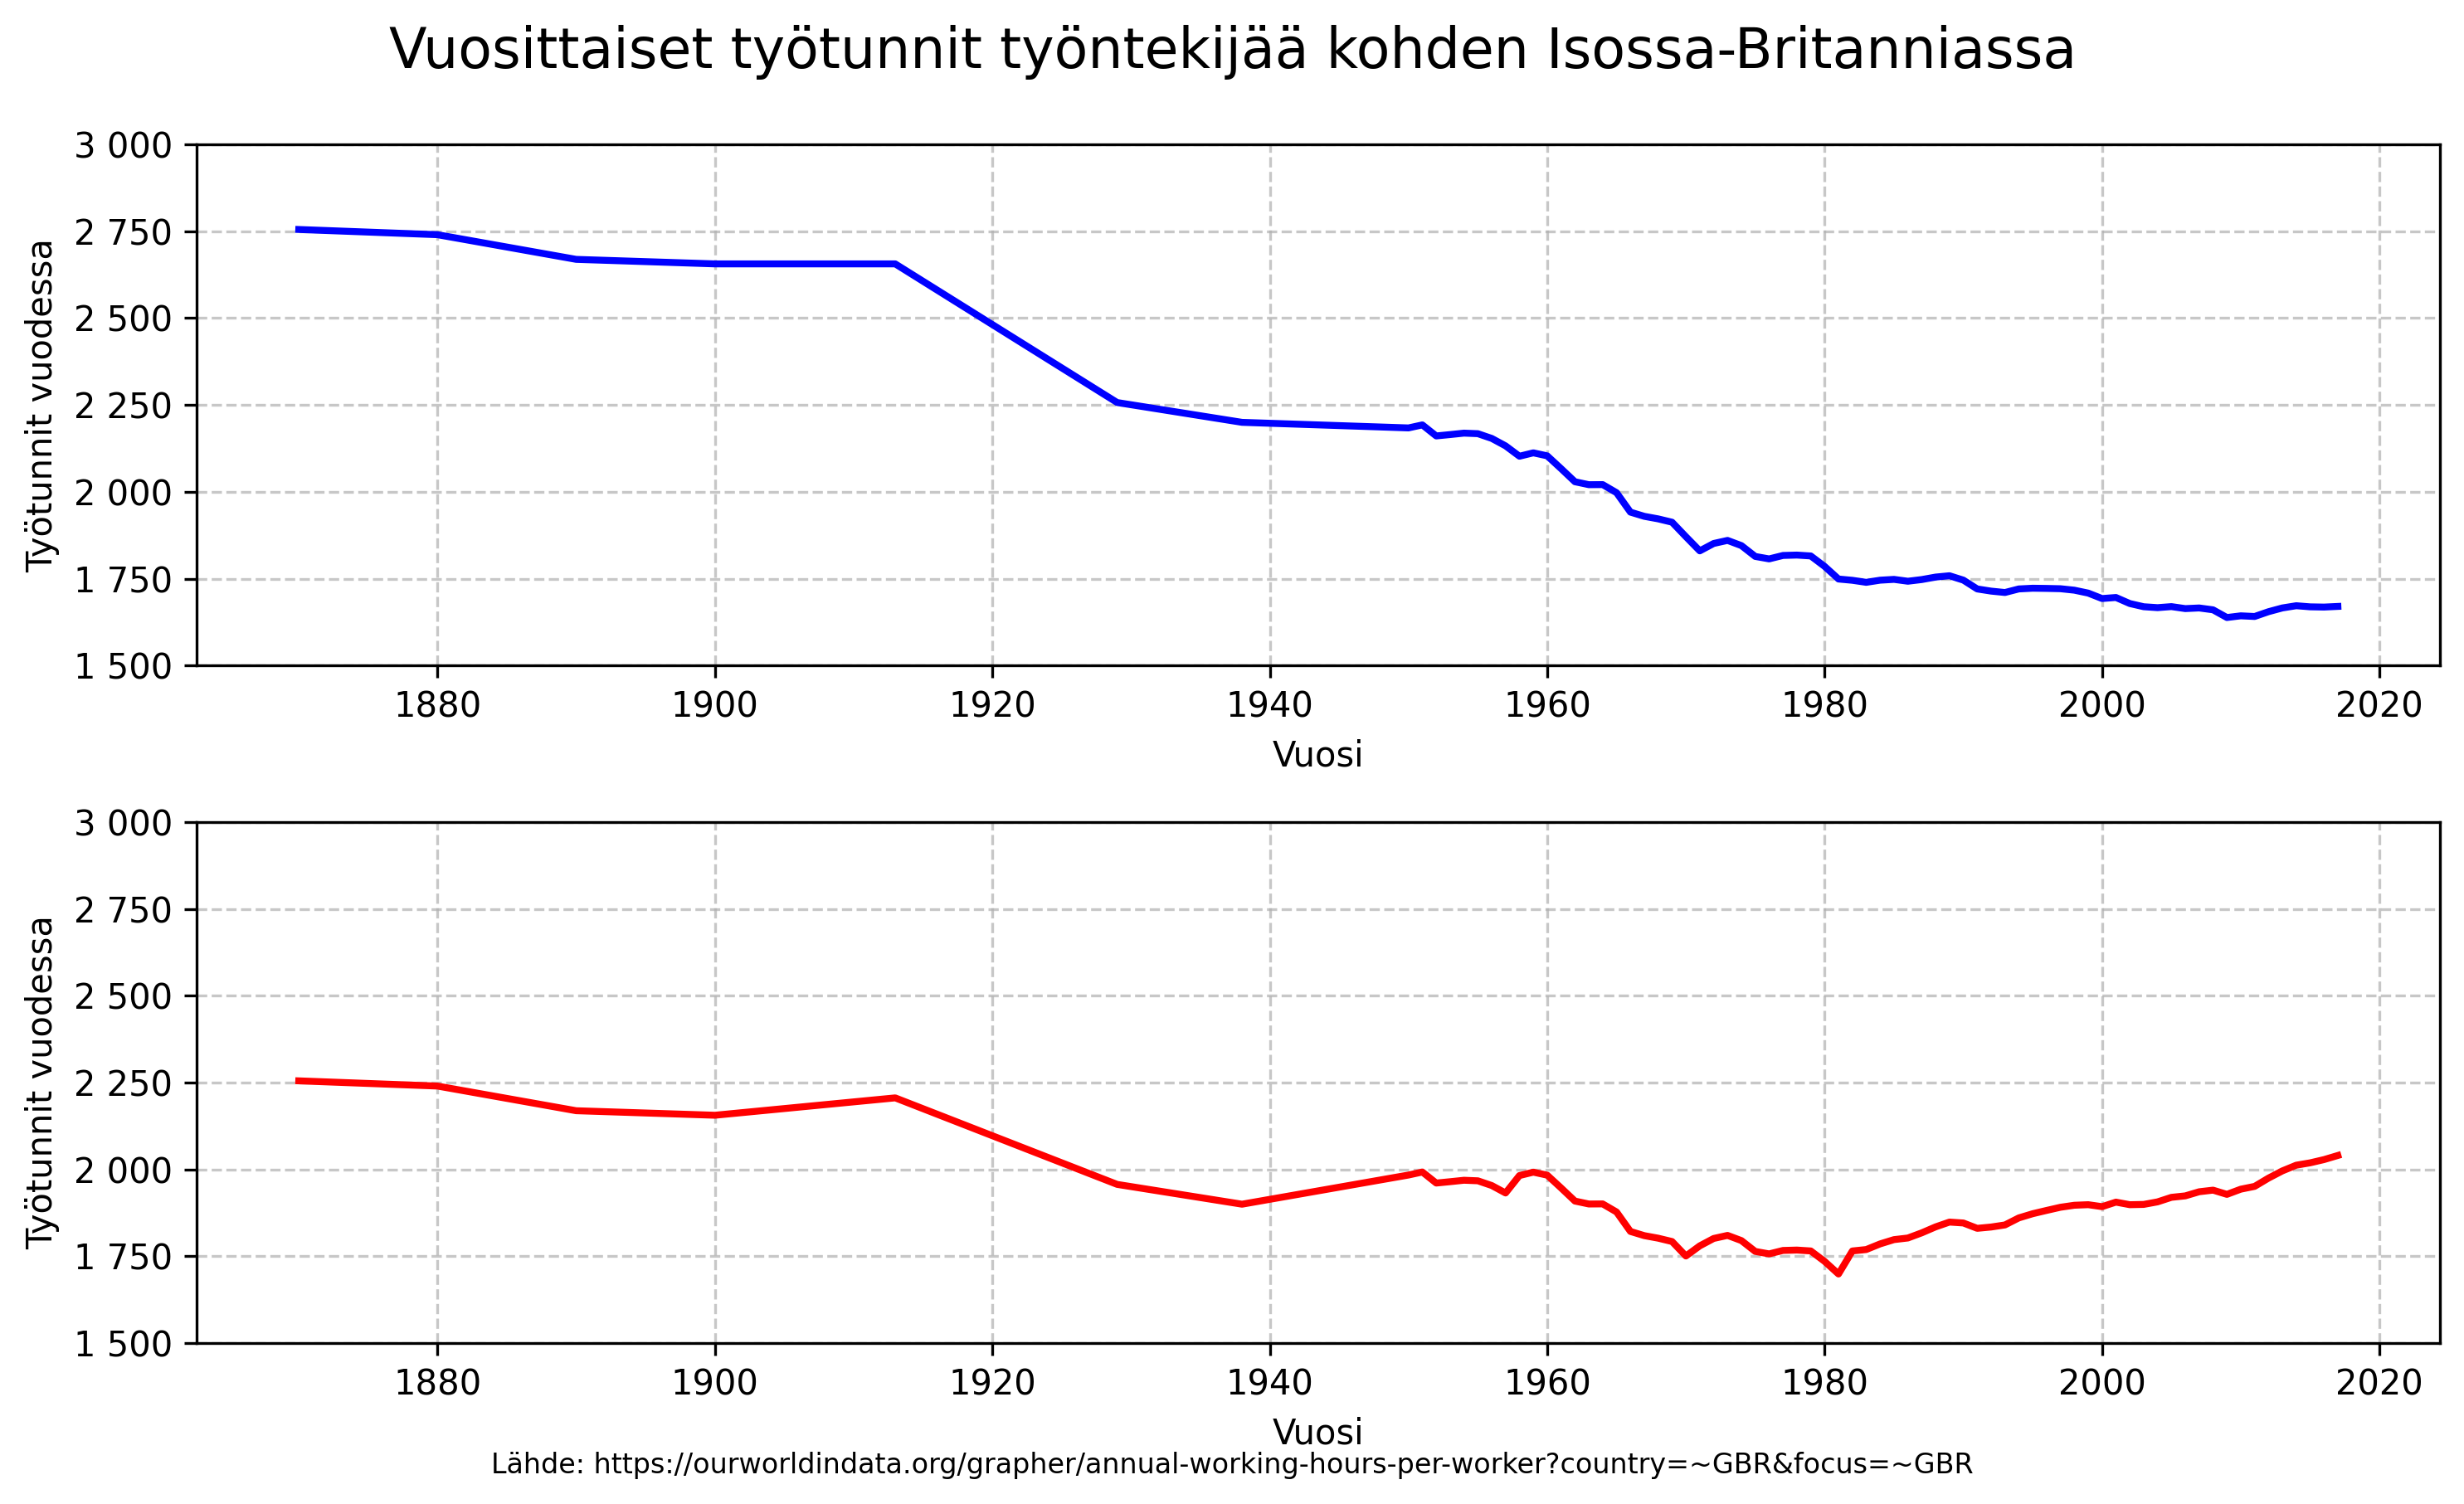 Vuosittaiset työtunnit työntekijää kohden Isossa-Britanniassa
Työtunnit vuodessa
3 000
2 750
2 500
2 250
2 000
1 750
1 500
1880 1900 1920 1940 1960 1980 2000 2020
Vuosi
Työtunnit vuodessa
3 000
2 750
2 500
2 250
2 000
1 750
1 500
1880 1900 1920 1940 1960 1980 2000 2020
Vuosi
Lähde: https://ourworldindata.org/grapher/annual-working-hours-per-worker?country=~GBR&focus=~GBR